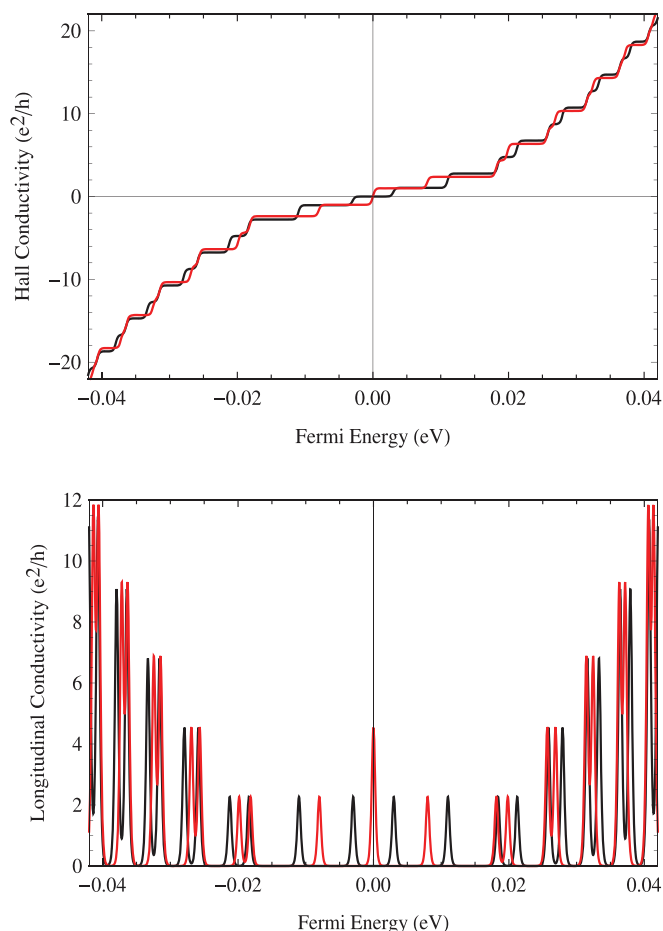 20
10
0
−10
−20
Hall Conductivity (e²/h)
−0.04 −0.02 0.00 0.02 0.04
Fermi Energy (eV)
12
10
8
6
4
2
0
Longitudinal Conductivity (e²/h)
−0.04 −0.02 0.00 0.02 0.04
Fermi Energy (eV)